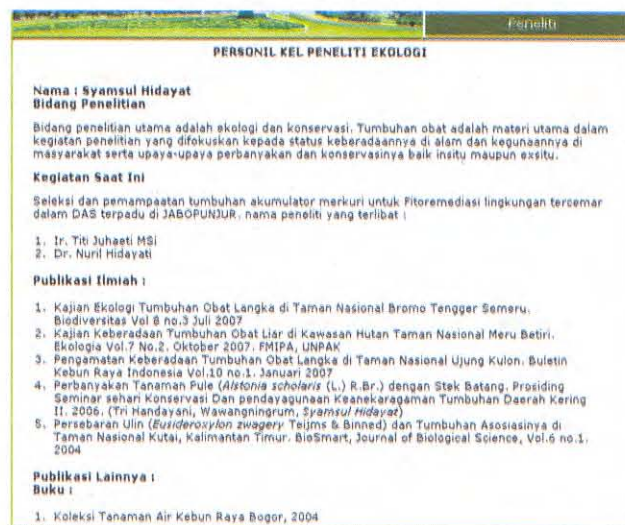 Peneliti
PERSONIL KEL PENELITI EKOLOGI
Nama : Syamsul Hidayat
Bidang Penelitian
Bidang penelitian utama adalah ekologi dan konservasi. Tumbuhan obat adalah materi utama dalam
kegiatan penelitian yang difokuskan kepada status keberadaannya di alam dan kegunaannya di
masyarakat serta upaya-upaya perbanyakan dan konservasinya baik insitu maupun exsitu.
Kegiatan Saat Ini
Seleksi dan pemampaatan tumbuhan akumulator merkuri untuk Fitoremediasi lingkungan tercemar
dalam DAS terpadu di JABOPUNJUR. nama peneliti yang terlibat :
1. Ir. Titi Juhaeti MSi
2. Dr. Nuril Hidayati
Publikasi Ilmiah :
1. Kajian Ekologi Tumbuhan Obat Langka di Taman Nasional Bromo Tengger Semeru.
Biodiversitas Vol 8 no.3 Juli 2007
2. Kajian Keberadaan Tumbuhan Obat Liar di Kawasan Hutan Taman Nasional Meru Betiri.
Ekologia Vol.7 No.2. Oktober 2007. FMIPA, UNPAK
3. Pengamatan Keberadaan Tumbuhan Obat Langka di Taman Nasional Ujung Kulon. Buletin
Kebun Raya Indonesia Vol.10 no.1. Januari 2007
4. Perbanyakan Tanaman Pule (Alstonia scholaris (L.) R.Br.) dengan Stek Batang. Prosiding
Seminar sehari Konservasi Dan pendayagunaan Keanekaragaman Tumbuhan Daerah Kering
II. 2006. (Tri Handayani, Wawangningrum, Syamsul Hidayat)
5. Persebaran Ulin (Eusideroxylon zwagery Teijms & Binned) dan Tumbuhan Asosiasinya di
Taman Nasional Kutai, Kalimantan Timur. BioSmart, Journal of Biological Science, Vol.6 no.1.
2004
Publikasi Lainnya :
Buku :
1. Koleksi Tanaman Air Kebun Raya Bogor, 2004